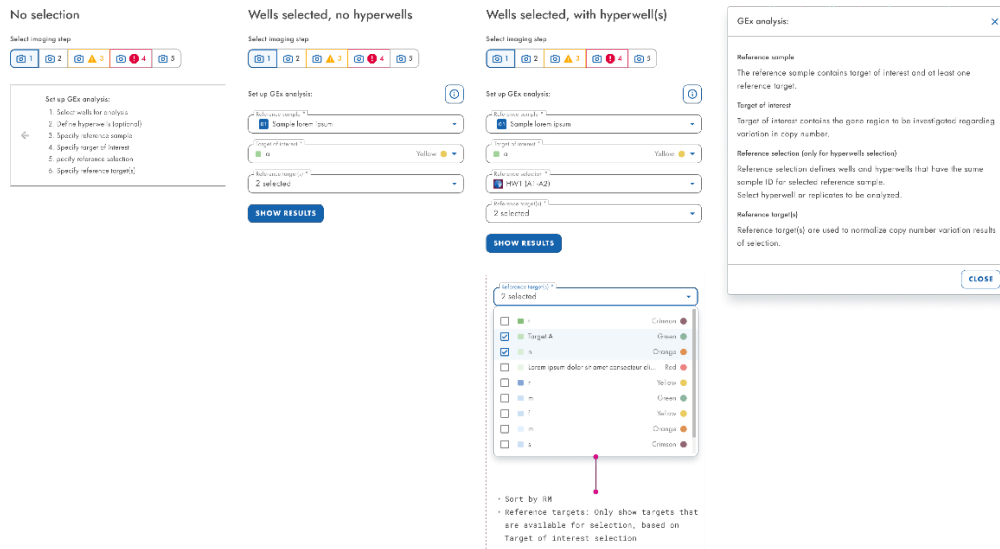 No selection
Select imaging step
1 2 3 4 5
Set up GEx analysis:
1. Select wells for analysis
2. Define hyperwells (optional)
3. Specify reference sample
4. Specify target of interest
5. pecify reference selection
6. Specify reference target(s)
Wells selected, no hyperwells
Select imaging step
1 2 3 4 5
Set up GEx analysis:
Reference sample *
Sample lorem ipsum
Target of interest *
a Yellow
Reference target(s) *
2 selected
SHOW RESULTS
Wells selected, with hyperwell(s)
Select imaging step
1 2 3 4 5
Set up GEx analysis:
Reference sample *
Sample lorem ipsum
Target of interest *
a Yellow
Reference selection *
HW1 (A1-A2)
Reference target(s) *
2 selected
SHOW RESULTS
Reference target(s) *
2 selected
Crimson
Target A Green
Orange
Lorem ipsum dolor sit amet consectetur eli... Red
Yellow
m Green
Yellow
Orange
s Crimson
• Sort by RM
• Reference targets: Only show targets that
are available for selection, based on
Target of interest selection
GEx analysis:
Reference sample
The reference sample contains target of interest and at least one
reference target.
Target of interest
Target of interest contains the gene region to be investigated regarding
variation in copy number.
Reference selection (only for hyperwells selection)
Reference selection defines wells and hyperwells that have the same
sample ID for selected reference sample.
Select hyperwell or replicates to be analyzed.
Reference target(s)
Reference target(s) are used to normalize copy number variation results
of selection.
CLOSE